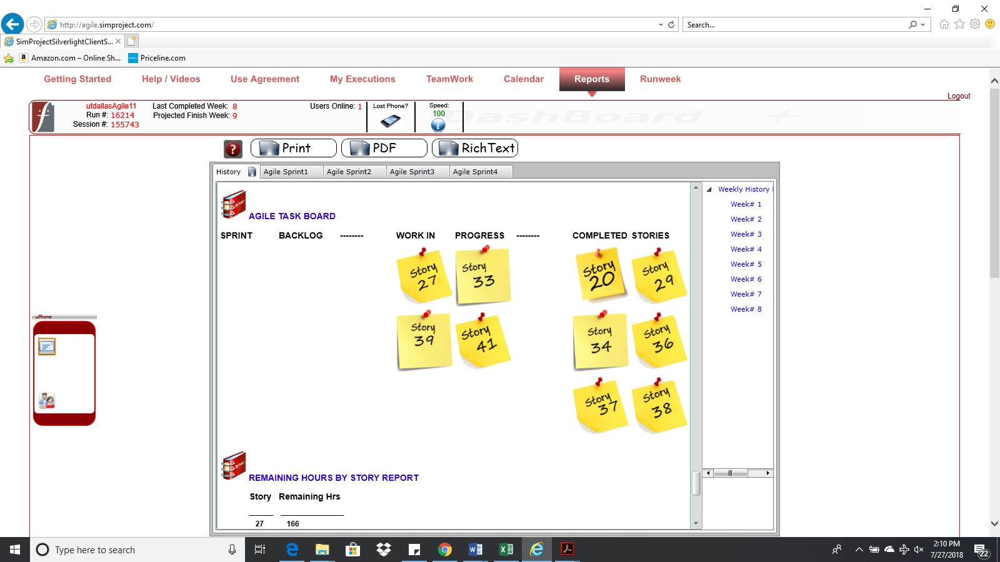 http://agile.simproject.com/
Search...
SimProjectSilverlightClientS...
Amazon.com – Online Sh...
Priceline.com
Getting Started
Help / Videos
Use Agreement
My Executions
TeamWork
Calendar
Reports
Runweek
Logout
utdallasAgile11
Run #: 16214
Session #: 155743
Last Completed Week: 8
Projected Finish Week: 9
Users Online: 1
Lost Phone?
Speed:
100
DashBoard
Print
PDF
RichText
History
Agile Sprint1
Agile Sprint2
Agile Sprint3
Agile Sprint4
REPORT
AGILE TASK BOARD
SPRINT BACKLOG -------- WORK IN PROGRESS -------- COMPLETED STORIES
Story 27
Story 33
Story 20
Story 29
Story 39
Story 41
Story 34
Story 36
Story 37
Story 38
REPORT
REMAINING HOURS BY STORY REPORT
Story Remaining Hrs
27 166
Weekly History
Week# 1
Week# 2
Week# 3
Week# 4
Week# 5
Week# 6
Week# 7
Week# 8
uPhone
Type here to search
2:10 PM
7/27/2018
22